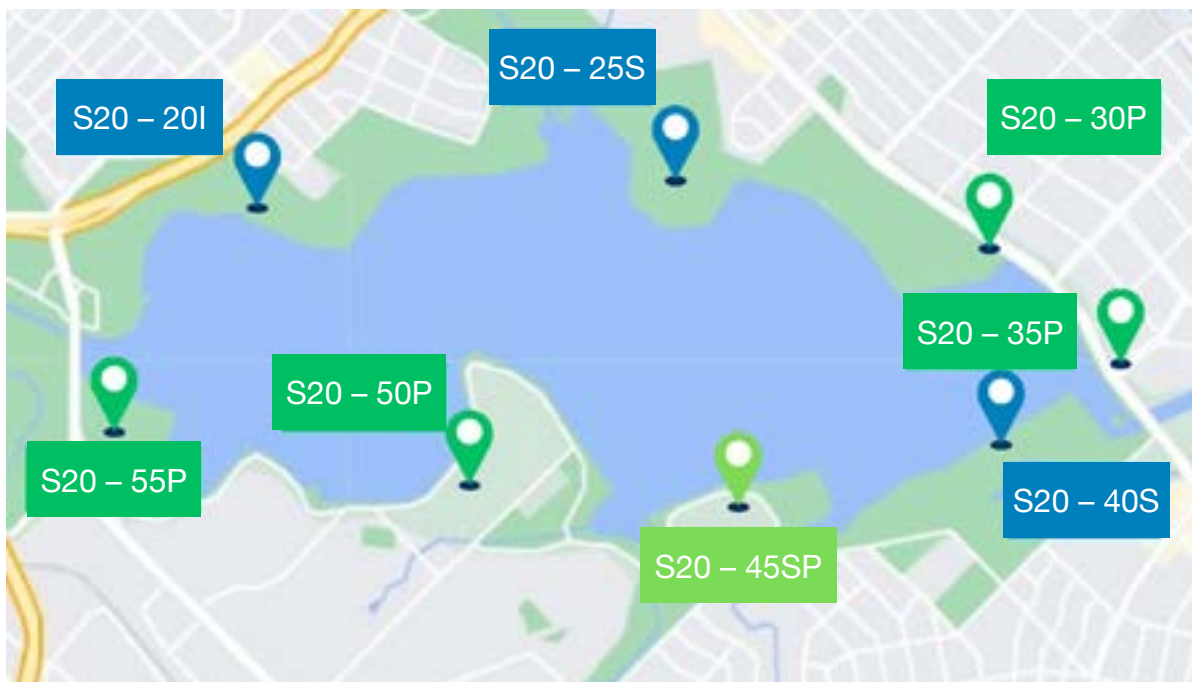 S20 – 25S
S20 – 20I
S20 – 30P
S20 – 35P
S20 – 50P
S20 – 55P
S20 – 40S
S20 – 45SP